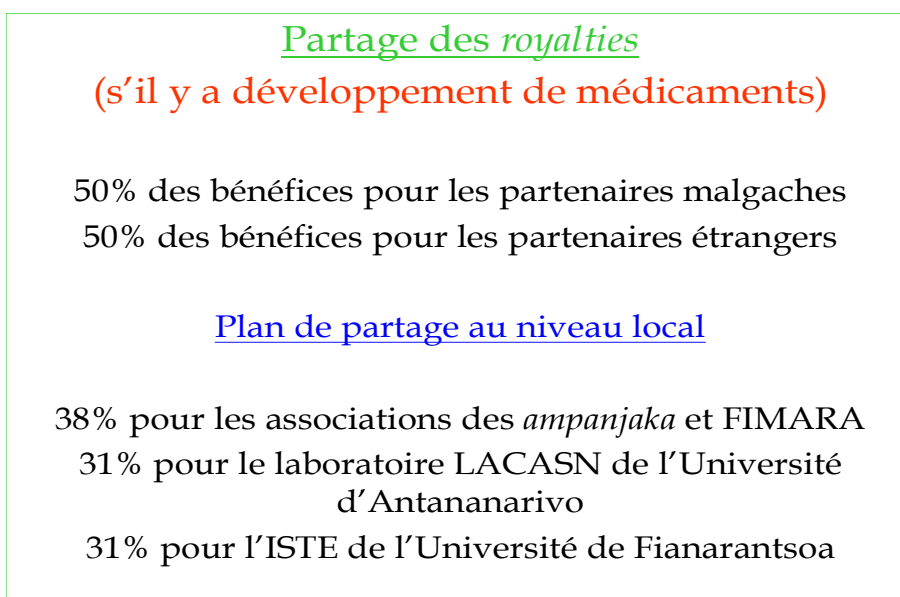 Partage des royalties
(s’il y a développement de médicaments)
50% des bénéfices pour les partenaires malgaches
50% des bénéfices pour les partenaires étrangers
Plan de partage au niveau local
38% pour les associations des ampanjaka et FIMARA
31% pour le laboratoire LACASN de l’Université
d’Antananarivo
31% pour l’ISTE de l’Université de Fianarantsoa